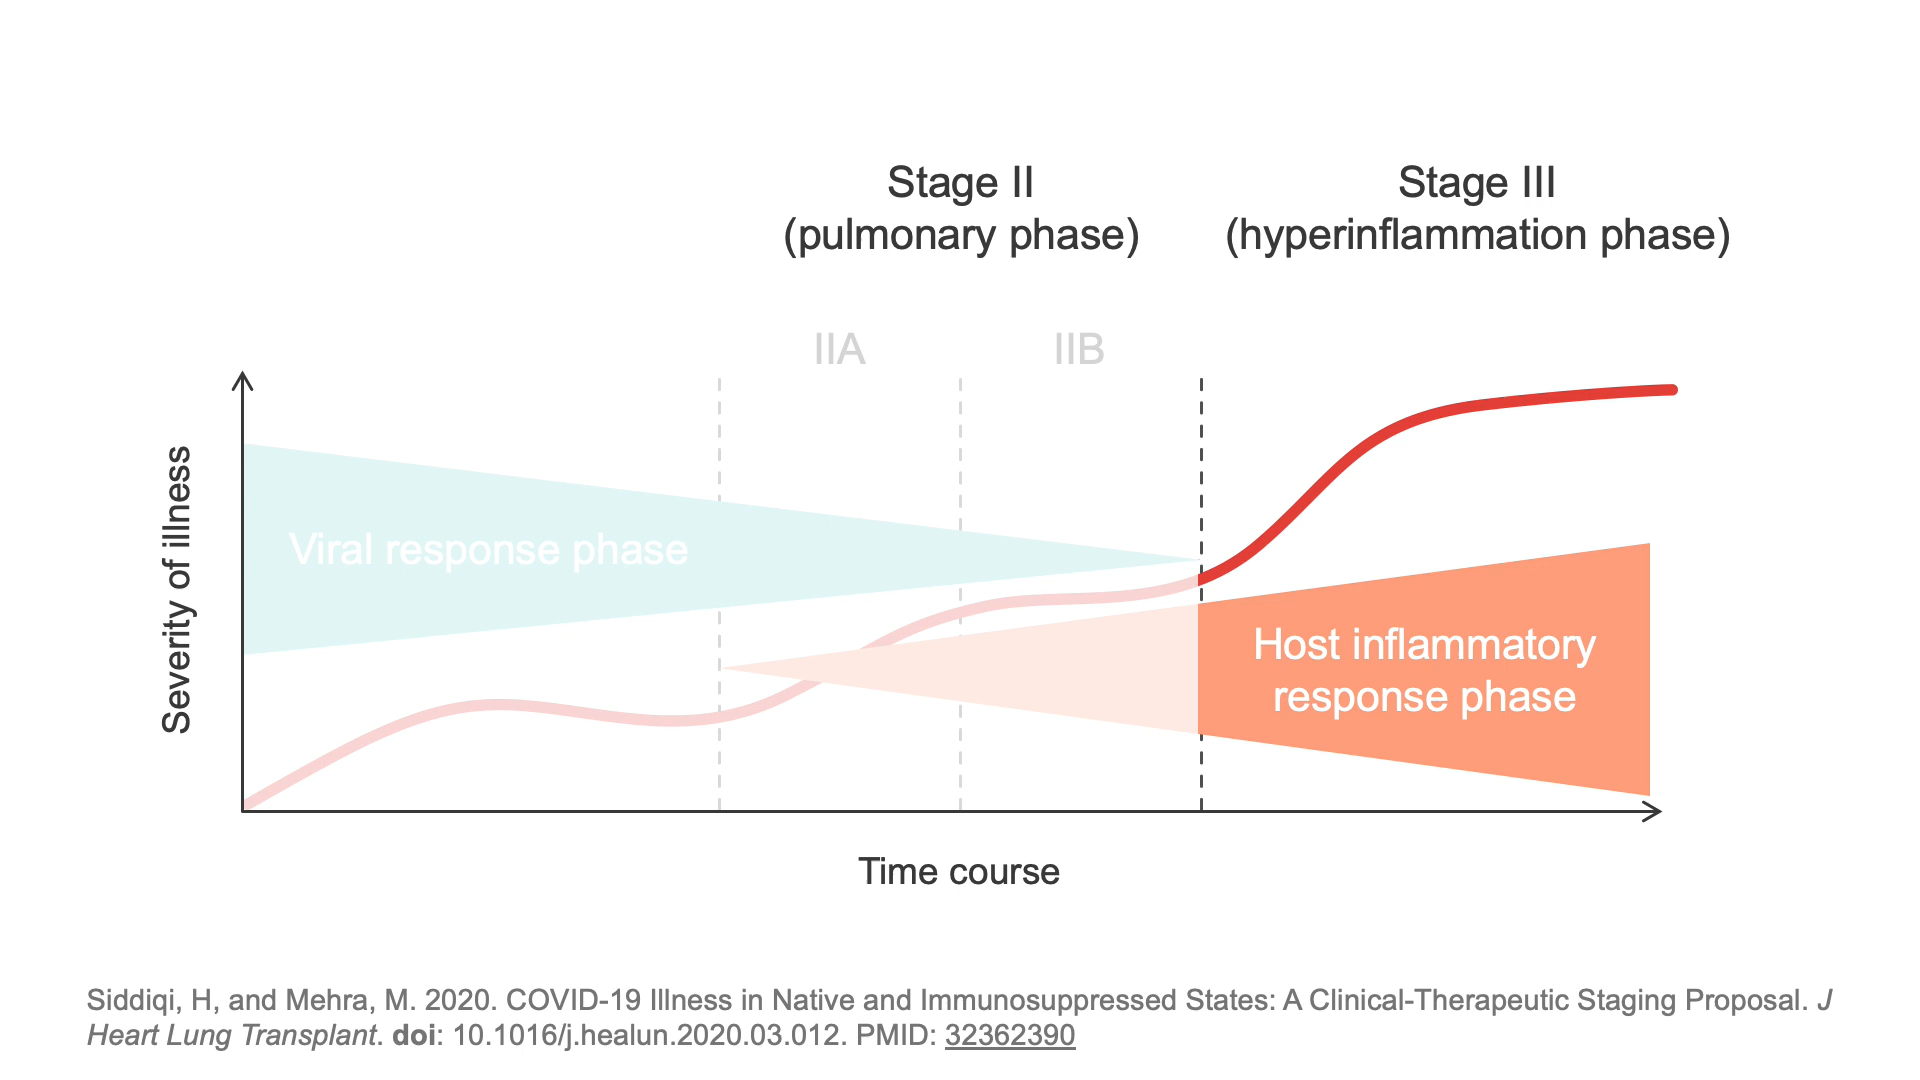 Stage II
(pulmonary phase)
Stage III
(hyperinflammation phase)
IIA
IIB
Severity of illness
Viral response phase
Host inflammatory
response phase
Time course
Siddiqi, H, and Mehra, M. 2020. COVID-19 Illness in Native and Immunosuppressed States: A Clinical-Therapeutic Staging Proposal. J
Heart Lung Transplant. doi: 10.1016/j.healun.2020.03.012. PMID: 32362390